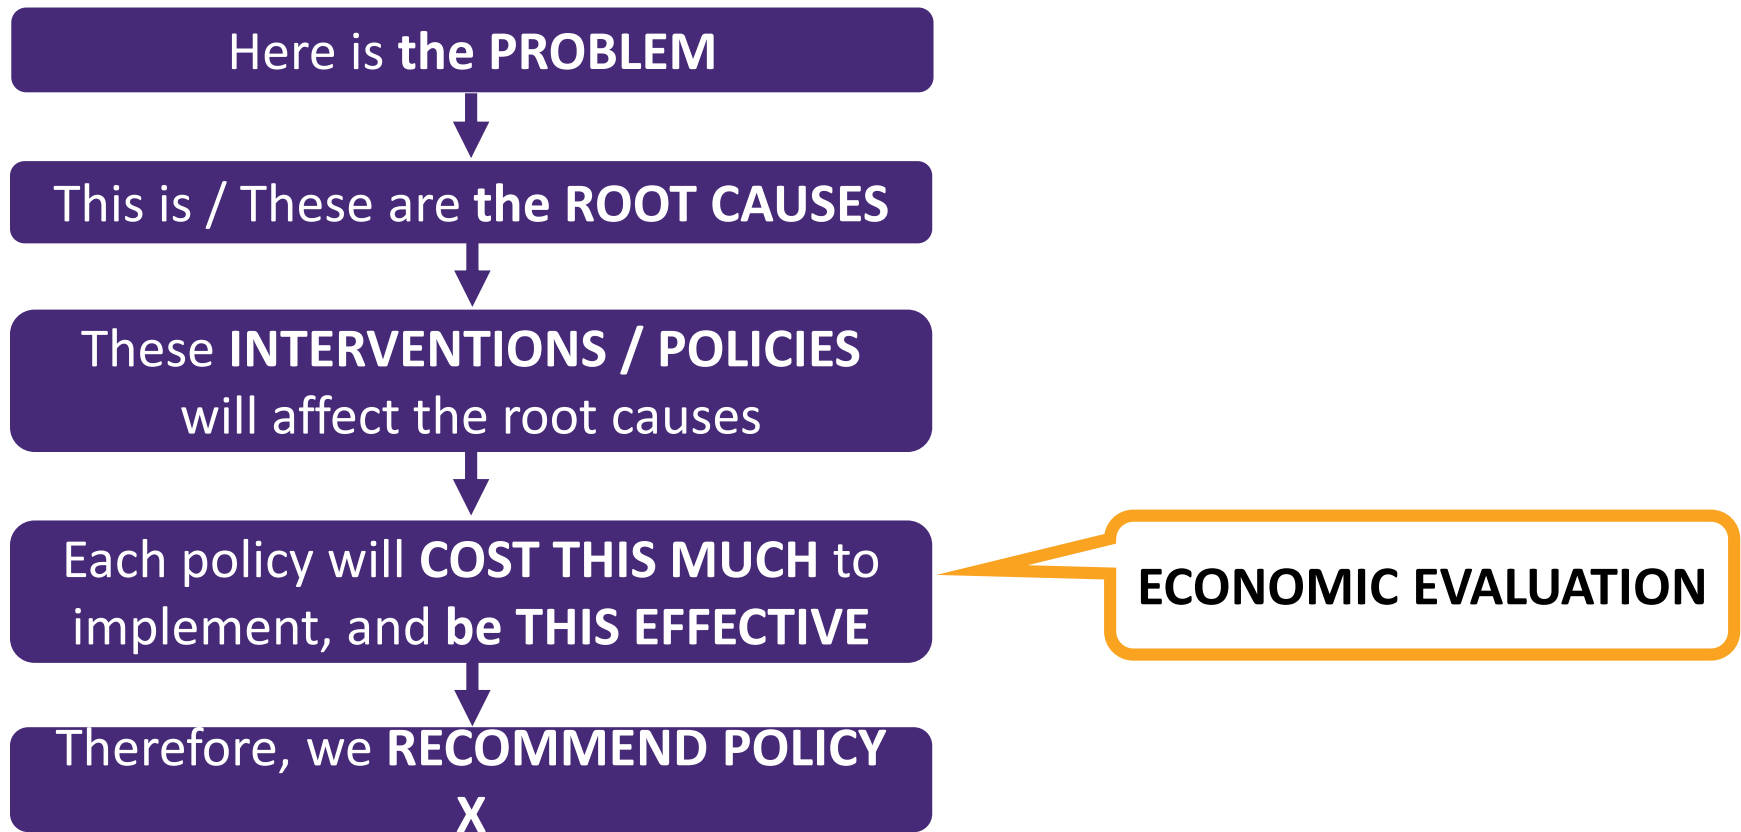 Here is the PROBLEM
This is / These are the ROOT CAUSES
These INTERVENTIONS / POLICIES
will affect the root causes
Each policy will COST THIS MUCH to
implement, and be THIS EFFECTIVE
ECONOMIC EVALUATION
Therefore, we RECOMMEND POLICY
X